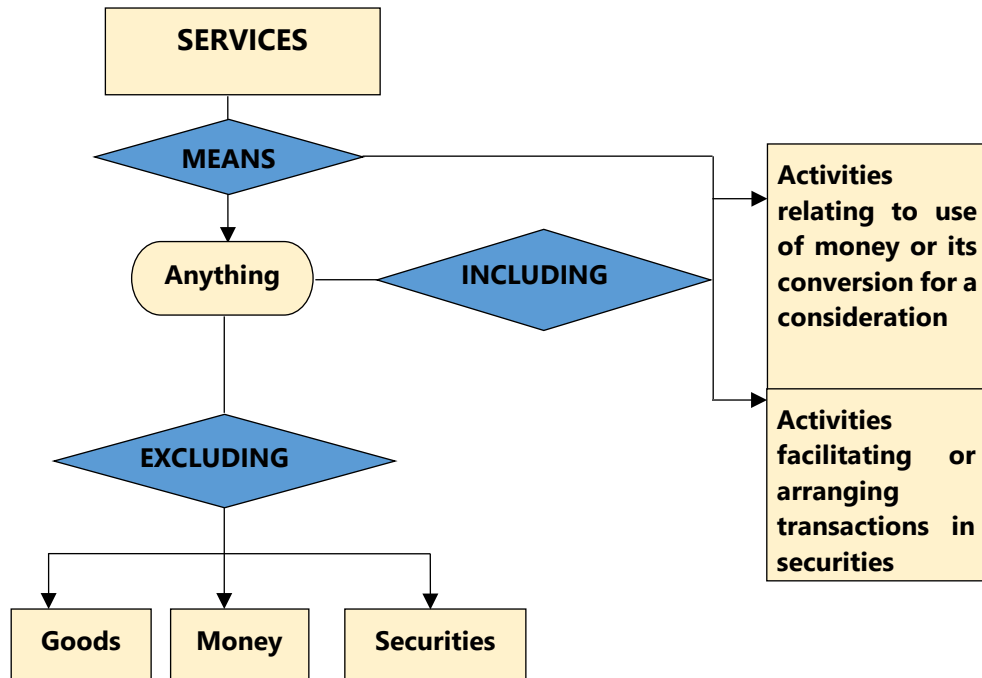 SERVICES
MEANS
Anything
INCLUDING
Activities
relating to use
of money or its
conversion for a
consideration
Activities
facilitating or
arranging
transactions in
securities
EXCLUDING
Goods
Money
Securities